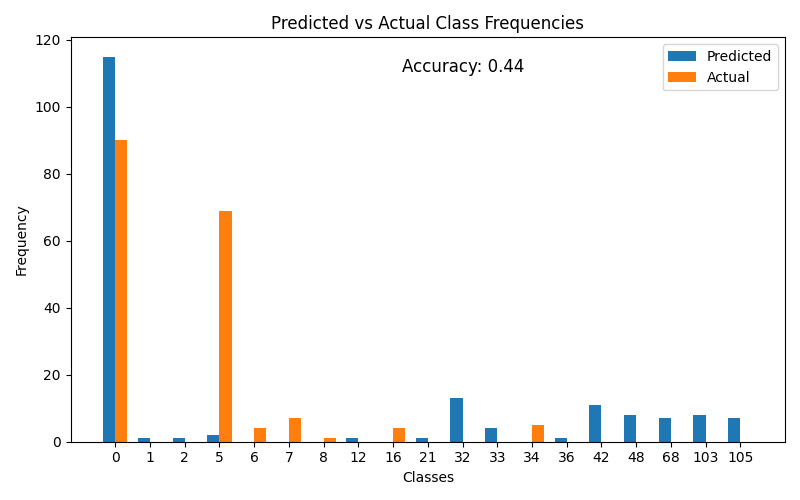 Predicted vs Actual Class Frequencies
Accuracy: 0.44
Predicted
Actual
Frequency
120
100
80
60
40
20
0
0 1 2 5 6 7 8 12 16 21 32 33 34 36 42 48 68 103 105
Classes